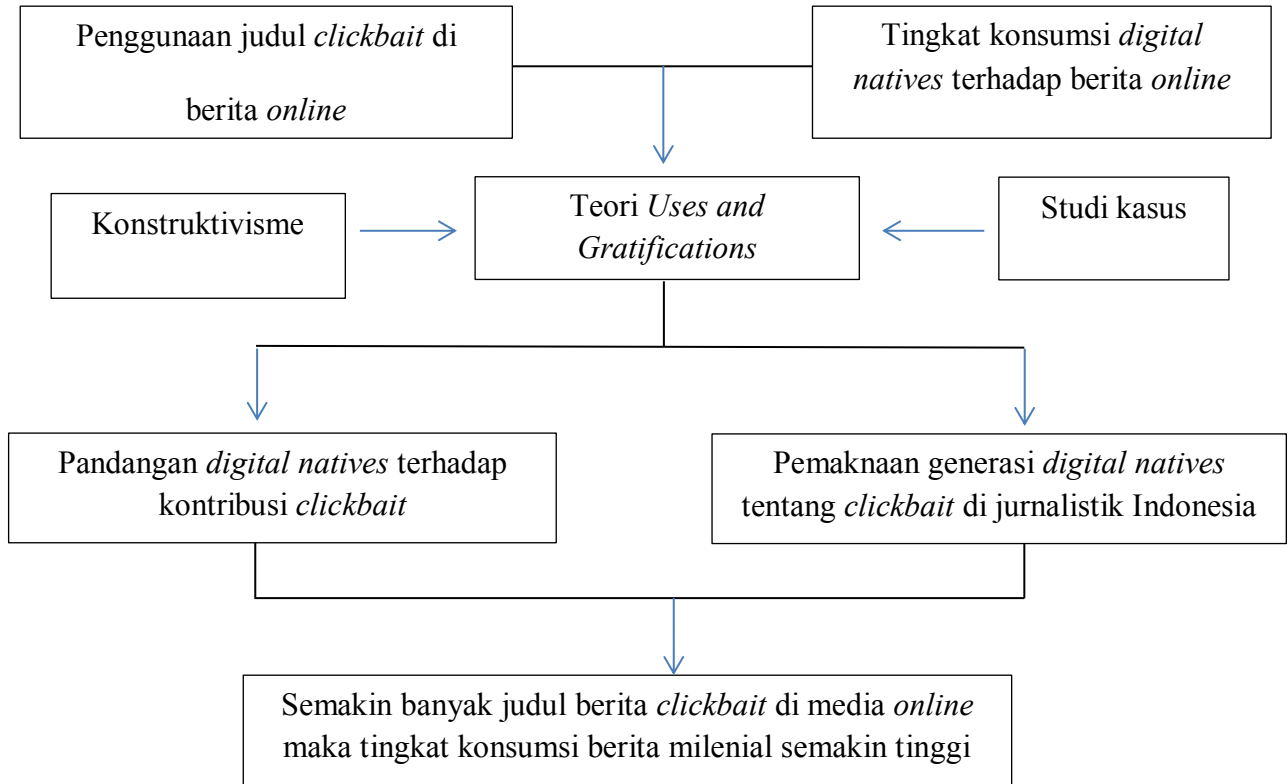 Penggunaan judul clickbait di
berita online
Tingkat konsumsi digital
natives terhadap berita online
Konstruktivisme
Teori Uses and
Gratifications
Studi kasus
Pandangan digital natives terhadap
kontribusi clickbait
Pemaknaan generasi digital natives
tentang clickbait di jurnalistik Indonesia
Semakin banyak judul berita clickbait di media online
maka tingkat konsumsi berita milenial semakin tinggi